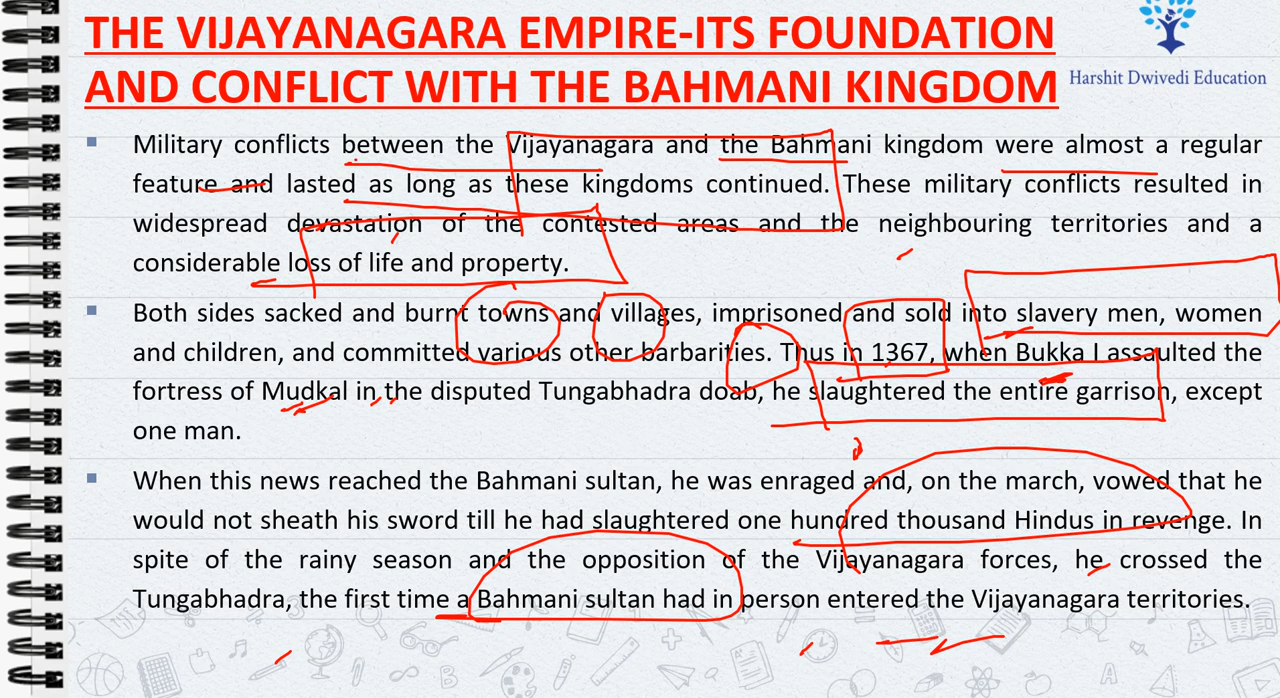 THE VIJAYANAGARA EMPIRE-ITS FOUNDATION
AND CONFLICT WITH THE BAHMANI KINGDOM
Harshit Dwivedi Education
▪ Military conflicts between the Vijayanagara and the Bahmani kingdom were almost a regular
feature and lasted as long as these kingdoms continued. These military conflicts resulted in
widespread devastation of the contested areas and the neighbouring territories and a
considerable loss of life and property.
▪ Both sides sacked and burnt towns and villages, imprisoned and sold into slavery men, women
and children, and committed various other barbarities. Thus in 1367, when Bukka I assaulted the
fortress of Mudkal in the disputed Tungabhadra doab, he slaughtered the entire garrison, except
one man.
▪ When this news reached the Bahmani sultan, he was enraged and, on the march, vowed that he
would not sheath his sword till he had slaughtered one hundred thousand Hindus in revenge. In
spite of the rainy season and the opposition of the Vijayanagara forces, he crossed the
Tungabhadra, the first time a Bahmani sultan had in person entered the Vijayanagara territories.